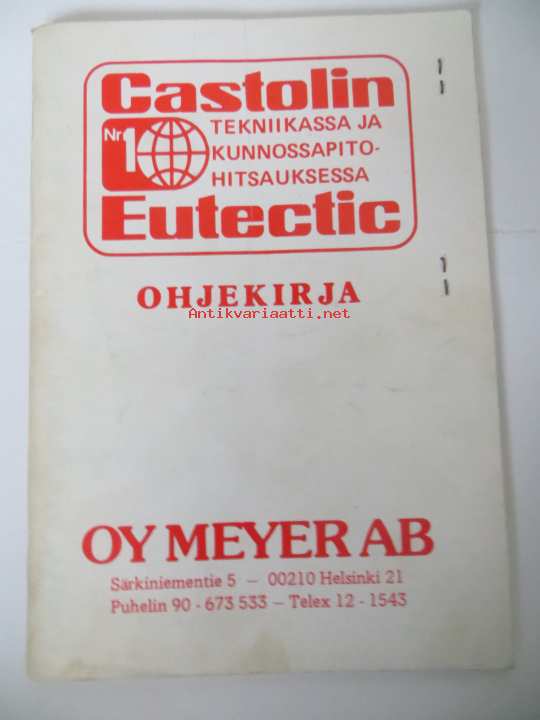 Castolin
Nr 1
TEKNIIKASSA JA
KUNNOSSAPITO-
HITSAUKSESSA
Eutectic
OHJEKIRJA
Antikvariaatti.net
OY MEYER AB
Särkiniementie 5 — 00210 Helsinki 21
Puhelin 90 - 673 533 — Telex 12 - 1543